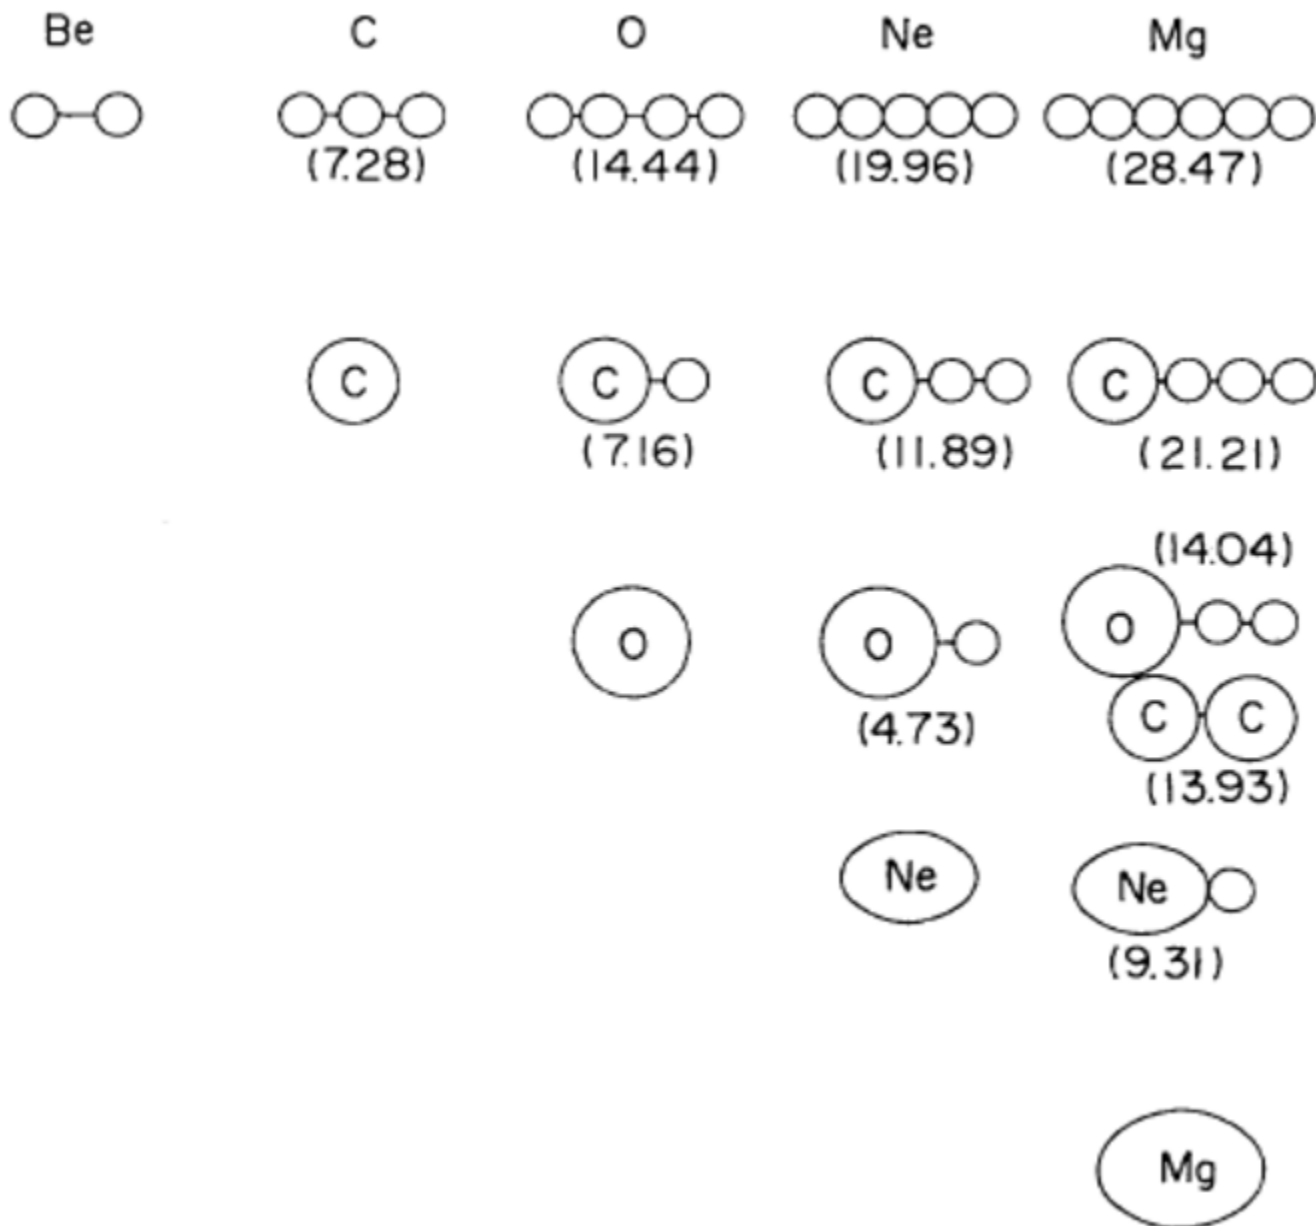 Be C O Ne Mg
(7.28) (14.44) (19.96) (28.47)
C C C C
(7.16) (11.89) (21.21)
(14.04)
O O O
C C
(4.73)
(13.93)
Ne Ne
(9.31)
Mg